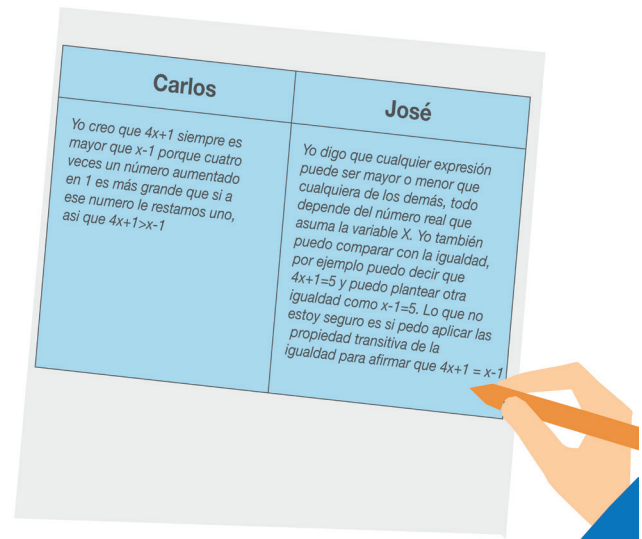 Carlos
Yo creo que 4x+1 siempre es
mayor que x-1 porque cuatro
veces un número aumentado
en 1 es más grande que si a
ese numero le restamos uno,
asi que 4x+1>x-1
José
Yo digo que cualquier expresión
puede ser mayor o menor que
cualquiera de los demás, todo
depende del número real que
asuma la variable X. Yo también
puedo comparar con la igualdad,
por ejemplo puedo decir que
4x+1=5 y puedo plantear otra
igualdad como x-1=5. Lo que no
estoy seguro es si pedo aplicar las
propiedad transitiva de la
igualdad para afirmar que 4x+1 = x-1